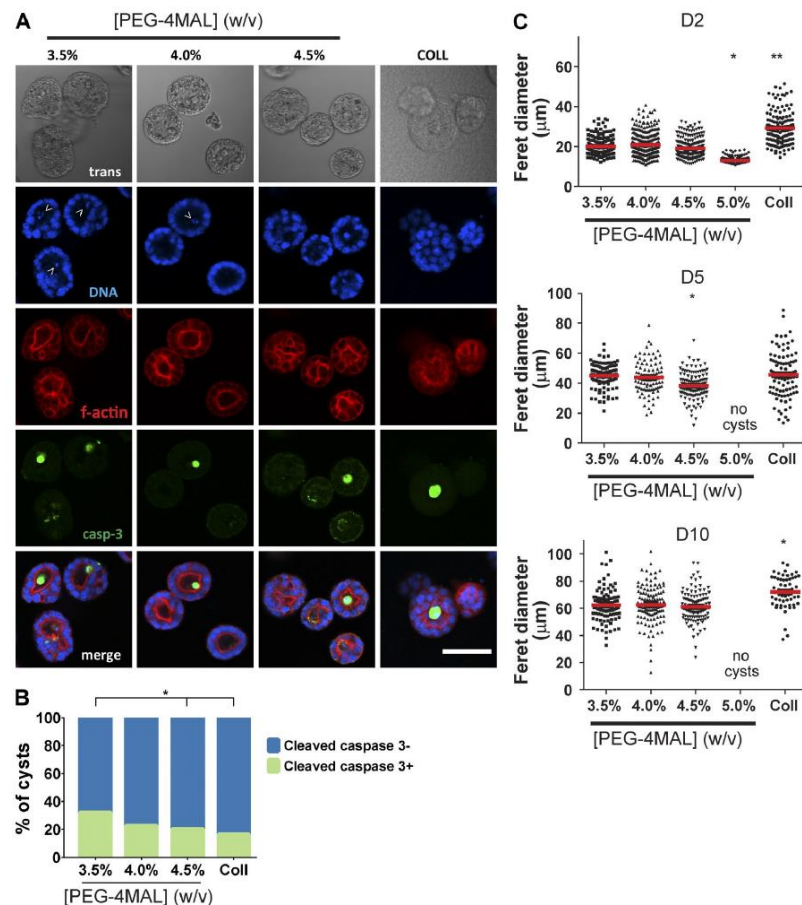 A
[PEG-4MAL] (w/v)
3.5% 4.0% 4.5% COLL
trans
DNA
f-actin
casp-3
merge
B
*
% of cysts
100
80
60
40
20
0
3.5% 4.0% 4.5% Coll
[PEG-4MAL] (w/v)
Cleaved caspase 3-
Cleaved caspase 3+
C
D2
Feret diameter
(μm)
60
40
20
0
* **
3.5% 4.0% 4.5% 5.0% Coll
[PEG-4MAL] (w/v)
D5
Feret diameter
(μm)
100
80
60
40
20
0
*
no
cysts
3.5% 4.0% 4.5% 5.0% Coll
[PEG-4MAL] (w/v)
D10
Feret diameter
(μm)
100
80
60
40
20
0
*
no
cysts
3.5% 4.0% 4.5% 5.0% Coll
[PEG-4MAL] (w/v)